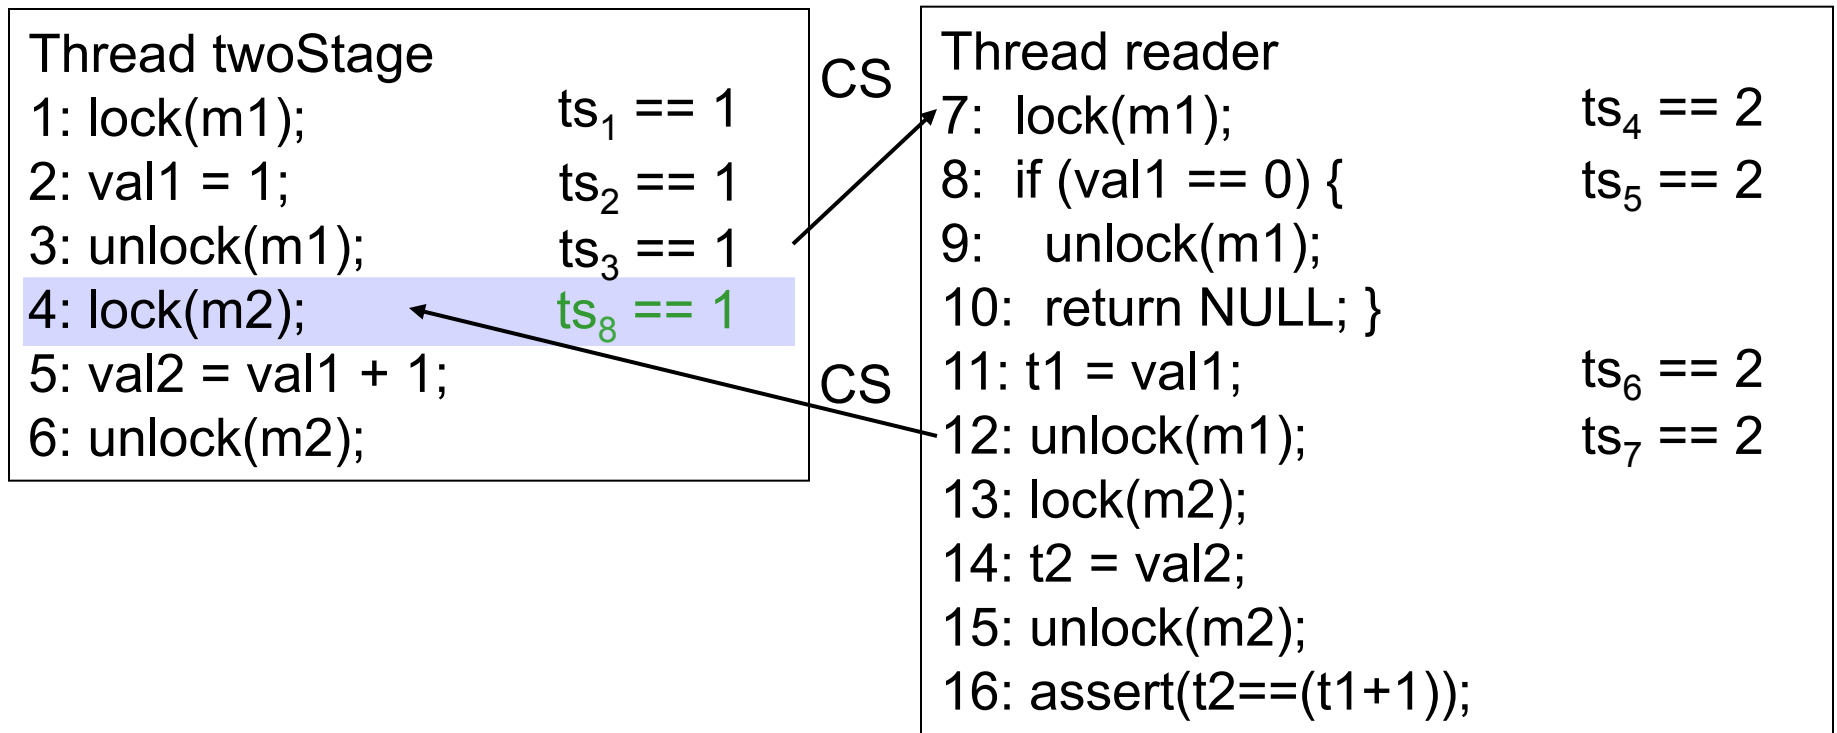 Thread twoStage
1: lock(m1); ts₁ == 1
2: val1 = 1; ts₂ == 1
3: unlock(m1); ts₃ == 1
4: lock(m2); ts₈ == 1
5: val2 = val1 + 1;
6: unlock(m2);
CS
CS
Thread reader
7: lock(m1); ts₄ == 2
8: if (val1 == 0) { ts₅ == 2
9: unlock(m1);
10: return NULL; }
11: t1 = val1; ts₆ == 2
12: unlock(m1); ts₇ == 2
13: lock(m2);
14: t2 = val2;
15: unlock(m2);
16: assert(t2==(t1+1));